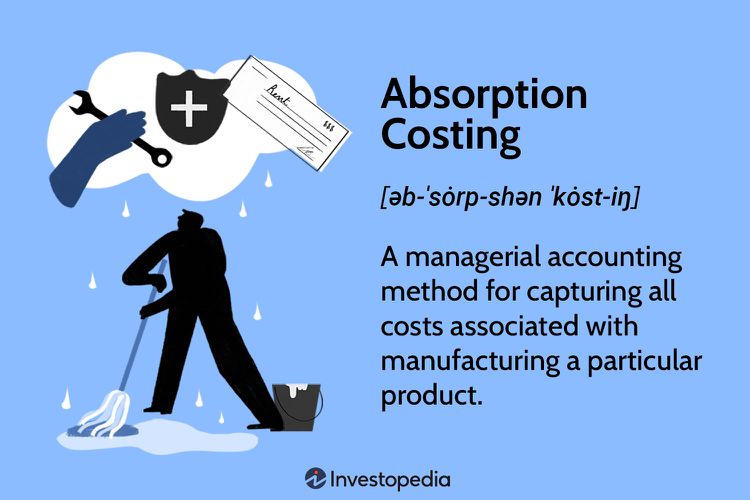 Rent
$$$
Absorption
Costing
[əb-ˈsȯrp-shən ˈkȯst-iŋ]
A managerial accounting
method for capturing all
costs associated with
manufacturing a particular
product.
Investopedia